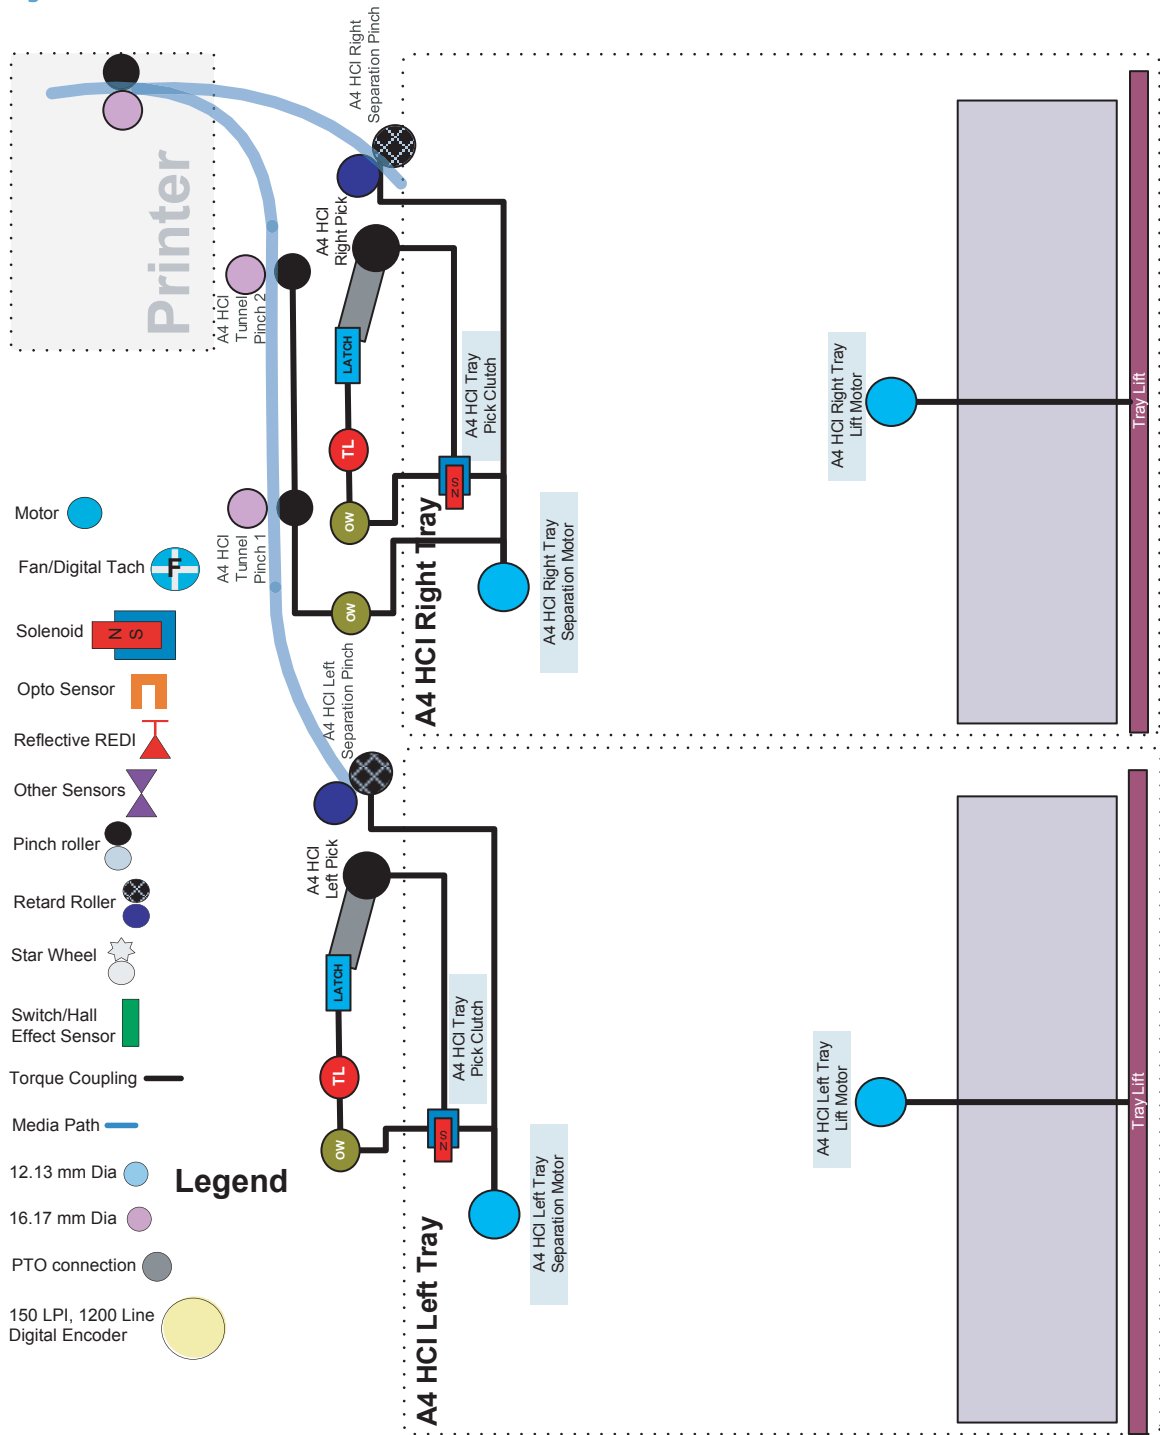 Printer
A4 HCI Right
Separation Pinch
A4 HCI
Right Pick
A4 HCI
Tunnel
Pinch 2
LATCH
TL
OW
A4 HCI Tray
Pick Clutch
S
N
A4 HCI
Tunnel
Pinch 1
OW
A4 HCI Right Tray
A4 HCI Right Tray
Separation Motor
A4 HCI Right Tray
Lift Motor
Tray Lift
A4 HCI Left
Separation Pinch
A4 HCI
Left Pick
LATCH
TL
OW
A4 HCI Tray
Pick Clutch
S
N
A4 HCI Left Tray
A4 HCI Left Tray
Separation Motor
A4 HCI Left Tray
Lift Motor
Tray Lift
Motor
Fan/Digital Tach
F
Solenoid
N
S
Opto Sensor
Reflective REDI
Other Sensors
Pinch roller
Retard Roller
Star Wheel
Switch/Hall
Effect Sensor
Torque Coupling
Media Path
12.13 mm Dia
Legend
16.17 mm Dia
PTO connection
150 LPI, 1200 Line
Digital Encoder